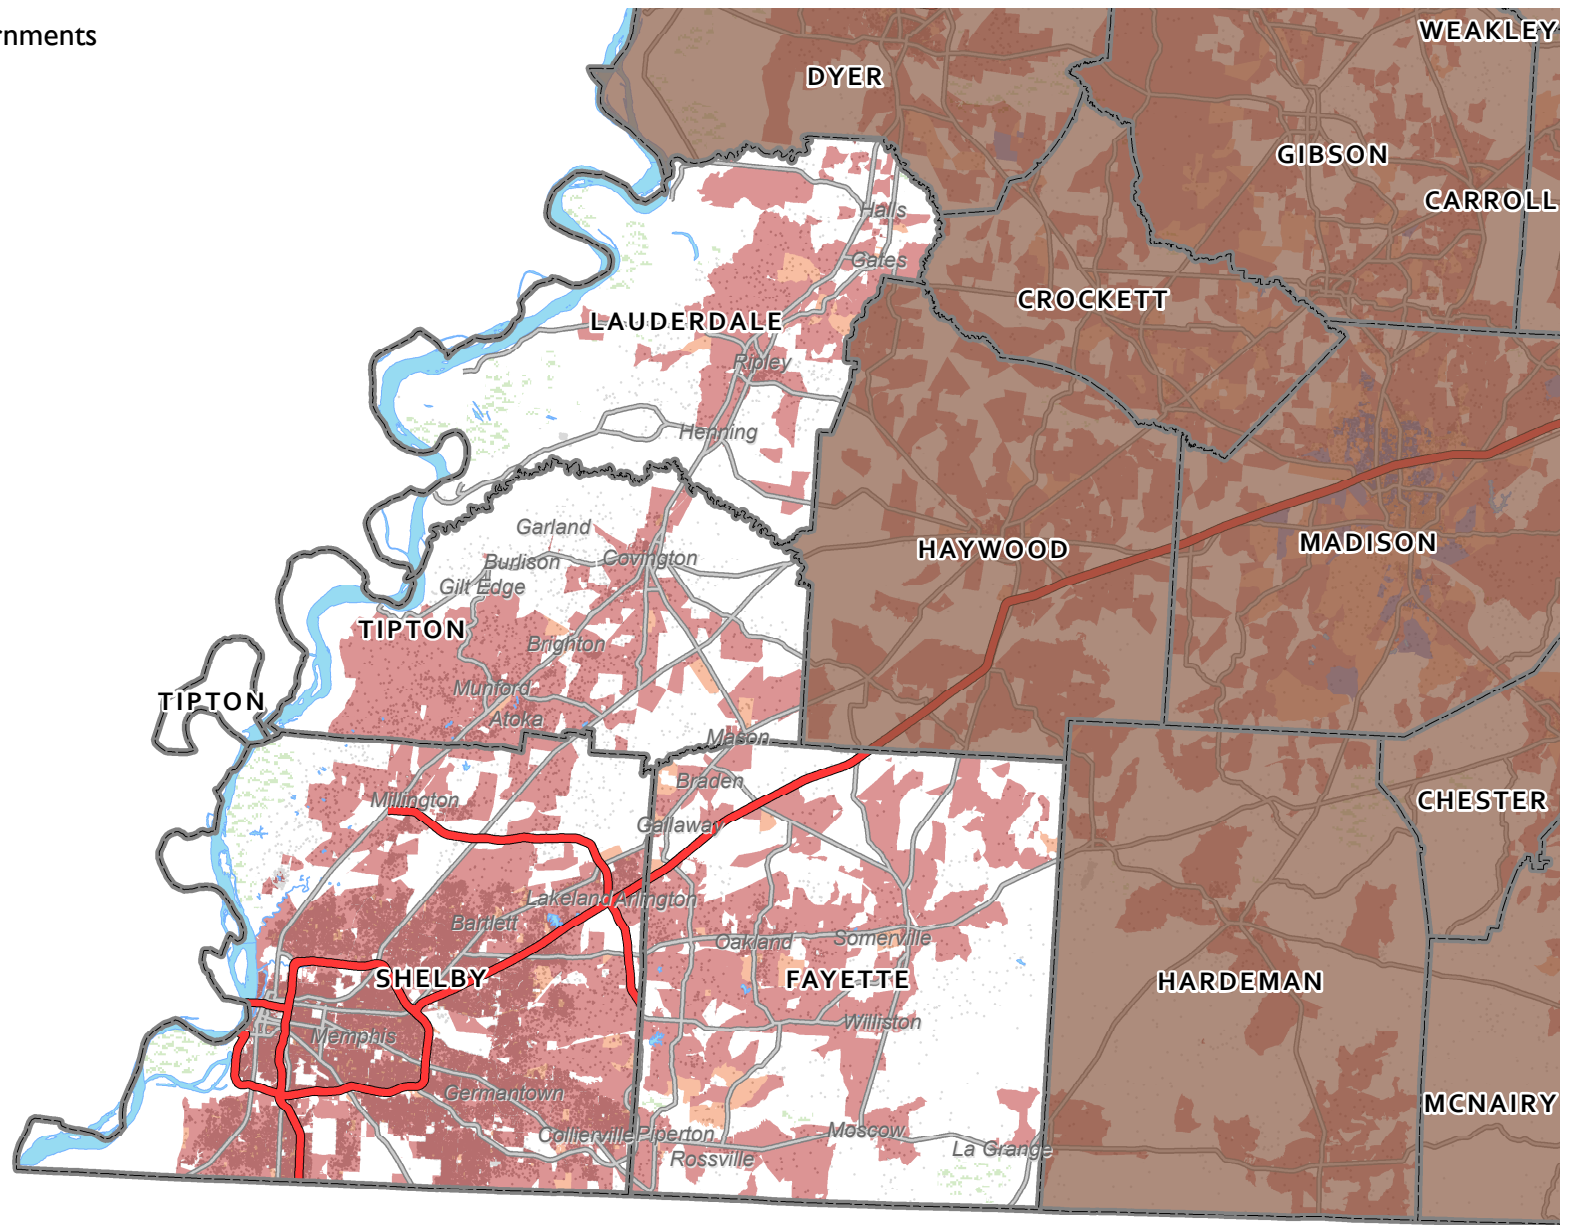 rnments
WEAKLEY
DYER
GIBSON
CARROLL
Halls
Gates
CROCKETT
LAUDERDALE
Ripley
Henning
Garland
HAYWOOD
MADISON
Burlison
Covington
Gilt Edge
TIPTON
Brighton
Munford
TIPTON
Atoka
Mason
Braden
Millington
CHESTER
Gallaway
Lakeland
Arlington
Bartlett
Oakland
Somerville
SHELBY
FAYETTE
HARDEMAN
Williston
Memphis
Germantown
MCNAIRY
Collierville
Piperton
Moscow
La Grange
Rossville